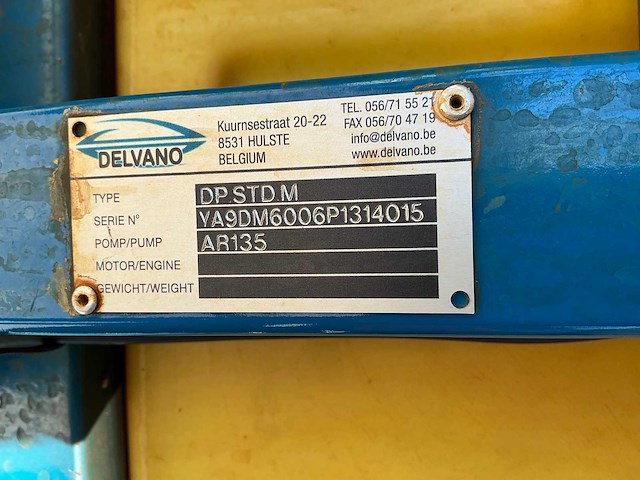 DELVANO
Kuurnsestraat 20-22
8531 HULSTE
BELGIUM
TEL. 056/71 55 21
FAX 056/70 47 19
info@delvano.be
www.delvano.be
TYPE DP.STD.M
SERIE N° YA9DM6006P1314015
POMP/PUMP AR135
MOTOR/ENGINE
GEWICHT/WEIGHT